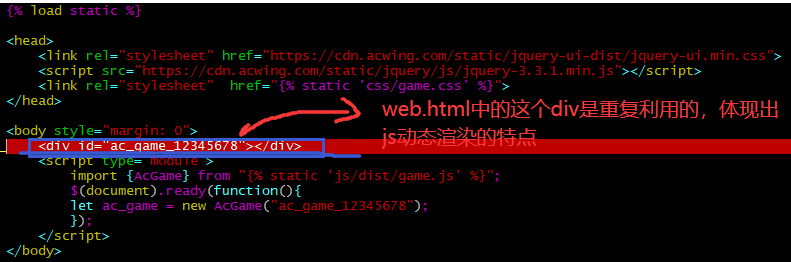 {% load static %}
<head>
<link rel="stylesheet" href="https://cdn.acwing.com/static/jquery-ui-dist/jquery-ui.min.css">
<script src="https://cdn.acwing.com/static/jquery/js/jquery-3.3.1.min.js"></script>
<link rel="stylesheet" href="{% static 'css/game.css' %}">
</head>
web.html中的这个div是重复利用的，体现出
js动态渲染的特点
<body style="margin: 0">
<div id="ac_game_12345678"></div>
<script type="module">
import {AcGame} from "{% static 'js/dist/game.js' %}";
$(document).ready(function(){
let ac_game = new AcGame("ac_game_12345678");
});
</script>
</body>